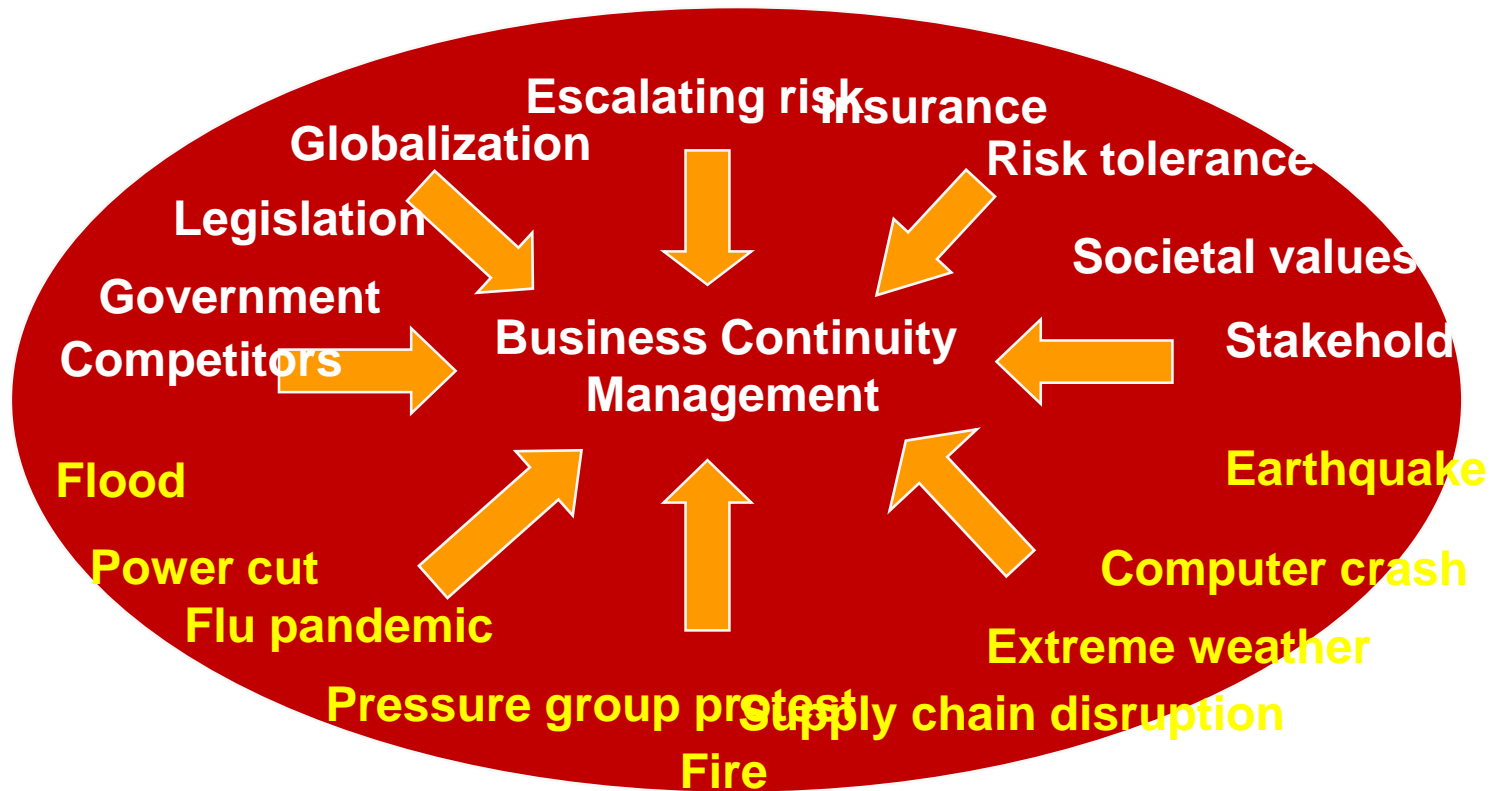 Escalating risk
Insurance
Globalization
Risk tolerance
Legislation
Societal values
Government
Stakehold
Competitors
Business Continuity
Management
Flood
Earthquake
Power cut
Computer crash
Flu pandemic
Extreme weather
Pressure group protest
Supply chain disruption
Fire